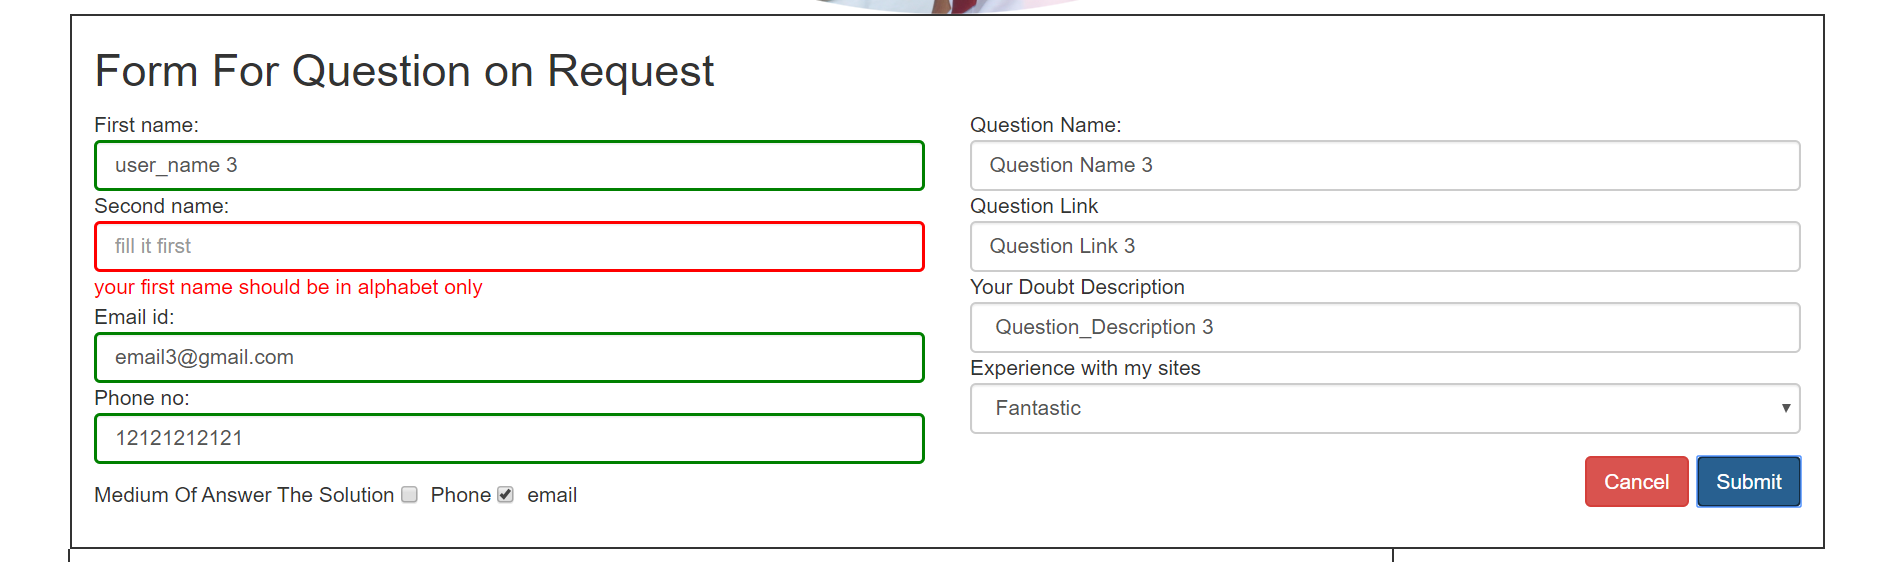 Form For Question on Request
First name:
user_name 3
Second name:
fill it first
your first name should be in alphabet only
Email id:
email3@gmail.com
Phone no:
12121212121
Medium Of Answer The Solution Phone email
Question Name:
Question Name 3
Question Link
Question Link 3
Your Doubt Description
Question_Description 3
Experience with my sites
Fantastic
Cancel Submit